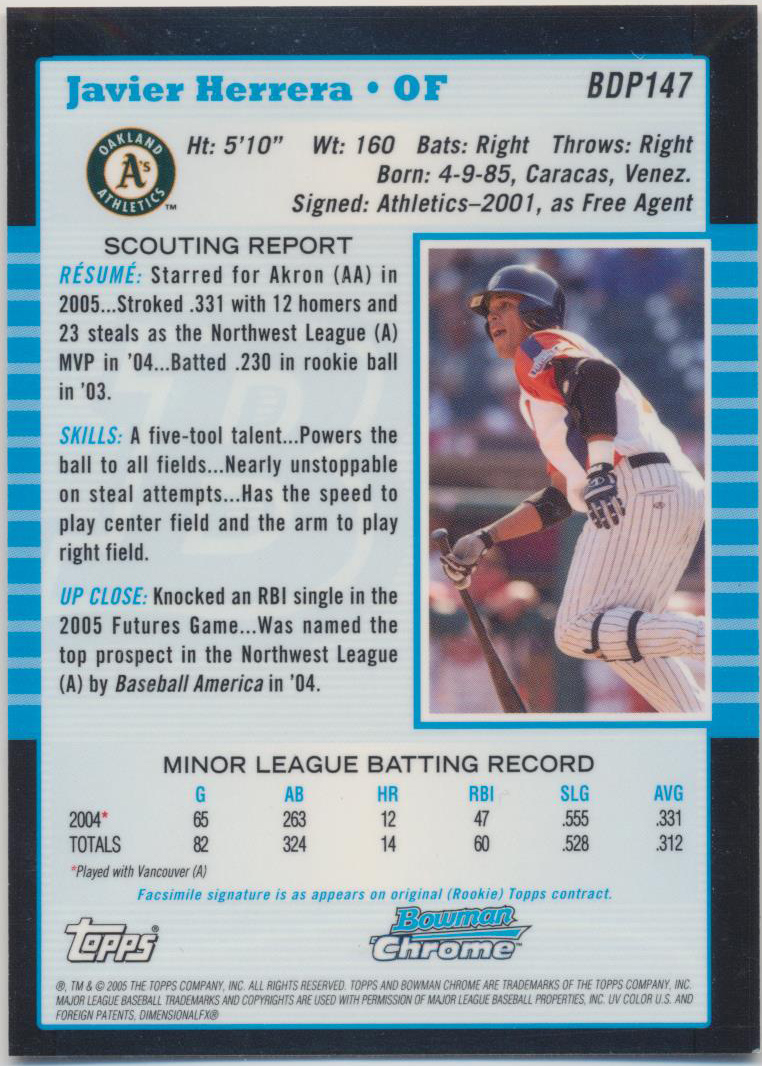 Javier Herrera • OF
BDP147
OAKLAND
A's
ATHLETICS
TM
Ht: 5'10" Wt: 160 Bats: Right Throws: Right
Born: 4-9-85, Caracas, Venez.
Signed: Athletics–2001, as Free Agent
SCOUTING REPORT
RÉSUMÉ: Starred for Akron (AA) in
2005...Stroked .331 with 12 homers and
23 steals as the Northwest League (A)
MVP in '04...Batted .230 in rookie ball
in '03.
SKILLS: A five-tool talent...Powers the
ball to all fields...Nearly unstoppable
on steal attempts...Has the speed to
play center field and the arm to play
right field.
UP CLOSE: Knocked an RBI single in the
2005 Futures Game...Was named the
top prospect in the Northwest League
(A) by Baseball America in '04.
MINOR LEAGUE BATTING RECORD
G AB HR RBI SLG AVG
2004* 65 263 12 47 .555 .331
TOTALS 82 324 14 60 .528 .312
*Played with Vancouver (A)
Facsimile signature is as appears on original (Rookie) Topps contract.
topps®
Bowman
Chrome™
®, TM & © 2005 THE TOPPS COMPANY, INC. ALL RIGHTS RESERVED. TOPPS AND BOWMAN CHROME ARE TRADEMARKS OF THE TOPPS COMPANY, INC.
MAJOR LEAGUE BASEBALL TRADEMARKS AND COPYRIGHTS ARE USED WITH PERMISSION OF MAJOR LEAGUE BASEBALL PROPERTIES, INC. UV COLOR U.S. AND
FOREIGN PATENTS, DIMENSIONALFX®